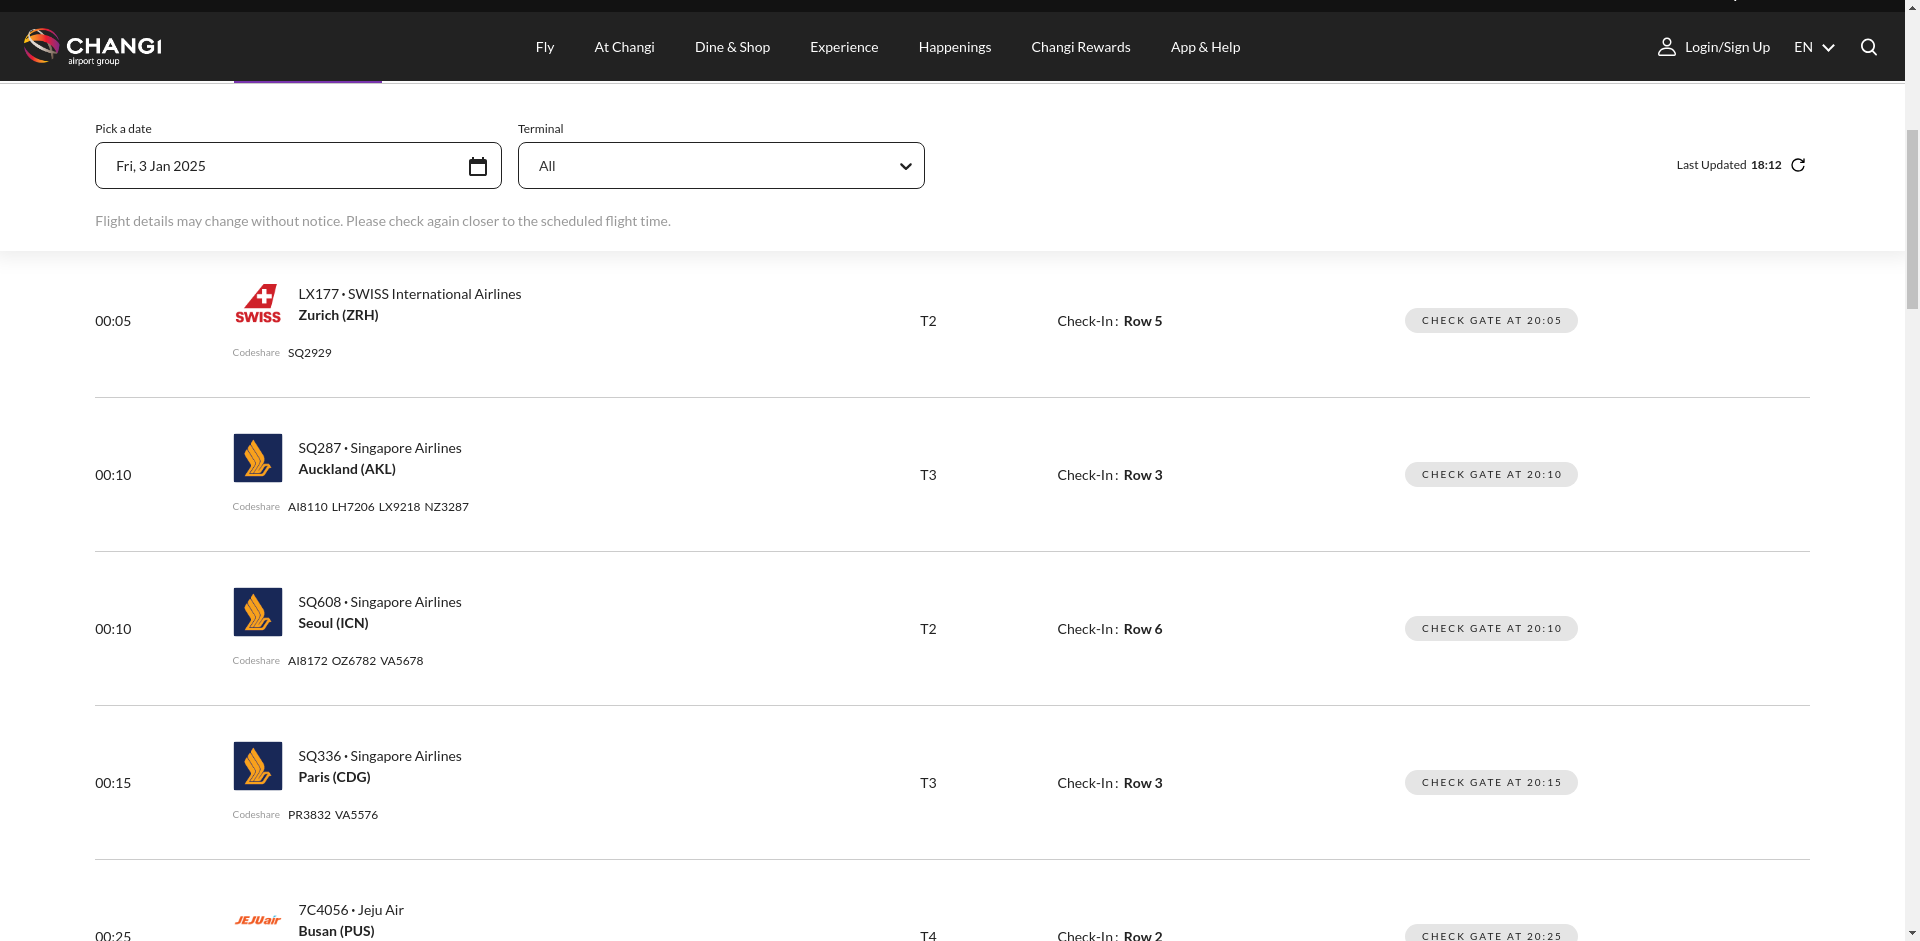 CHANGI
airport group
Fly
At Changi
Dine & Shop
Experience
Happenings
Changi Rewards
App & Help
Login/Sign Up
EN
Pick a date
Fri, 3 Jan 2025
Terminal
All
Last Updated 18:12
Flight details may change without notice. Please check again closer to the scheduled flight time.
00:05
SWISS
LX177 • SWISS International Airlines
Zurich (ZRH)
Codeshare SQ2929
T2
Check-In : Row 5
CHECK GATE AT 20:05
00:10
SQ287 • Singapore Airlines
Auckland (AKL)
Codeshare AI8110 LH7206 LX9218 NZ3287
T3
Check-In : Row 3
CHECK GATE AT 20:10
00:10
SQ608 • Singapore Airlines
Seoul (ICN)
Codeshare AI8172 OZ6782 VA5678
T2
Check-In : Row 6
CHECK GATE AT 20:10
00:15
SQ336 • Singapore Airlines
Paris (CDG)
Codeshare PR3832 VA5576
T3
Check-In : Row 3
CHECK GATE AT 20:15
00:25
JEJUair
7C4056 • Jeju Air
Busan (PUS)
T4
Check-In : Row 2
CHECK GATE AT 20:25